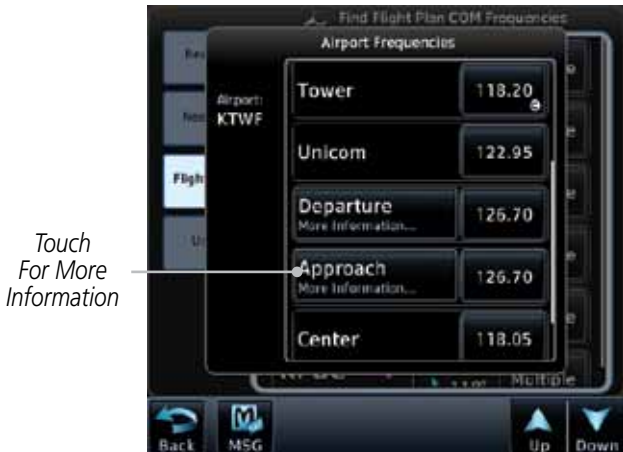 Find Flight Plan COM Frequencies
Airport Frequencies
Airport:
KTWF
Tower
118.20
Unicom
122.95
Departure
More Information...
126.70
Approach
More Information...
126.70
Center
118.05
Fligh
Multiple
Back
MSG
Up
Down
Touch
For More
Information